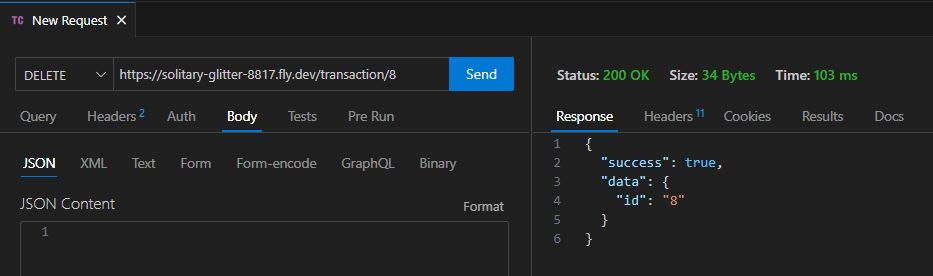 TC New Request ×
DELETE https://solitary-glitter-8817.fly.dev/transaction/8 Send
Query Headers 2 Auth Body Tests Pre Run
JSON XML Text Form Form-encode GraphQL Binary
JSON Content Format
1
Status: 200 OK Size: 34 Bytes Time: 103 ms
Response Headers 11 Cookies Results Docs
1 {
2 "success": true,
3 "data": {
4 "id": "8"
5 }
6 }